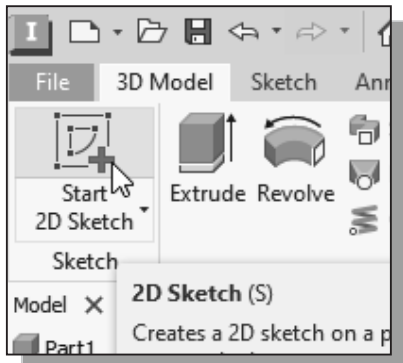 I
File 3D Model Sketch
Start
2D Sketch
Extrude Revolve
Sketch
Model
2D Sketch (S)
Creates a 2D sketch on a
Part1